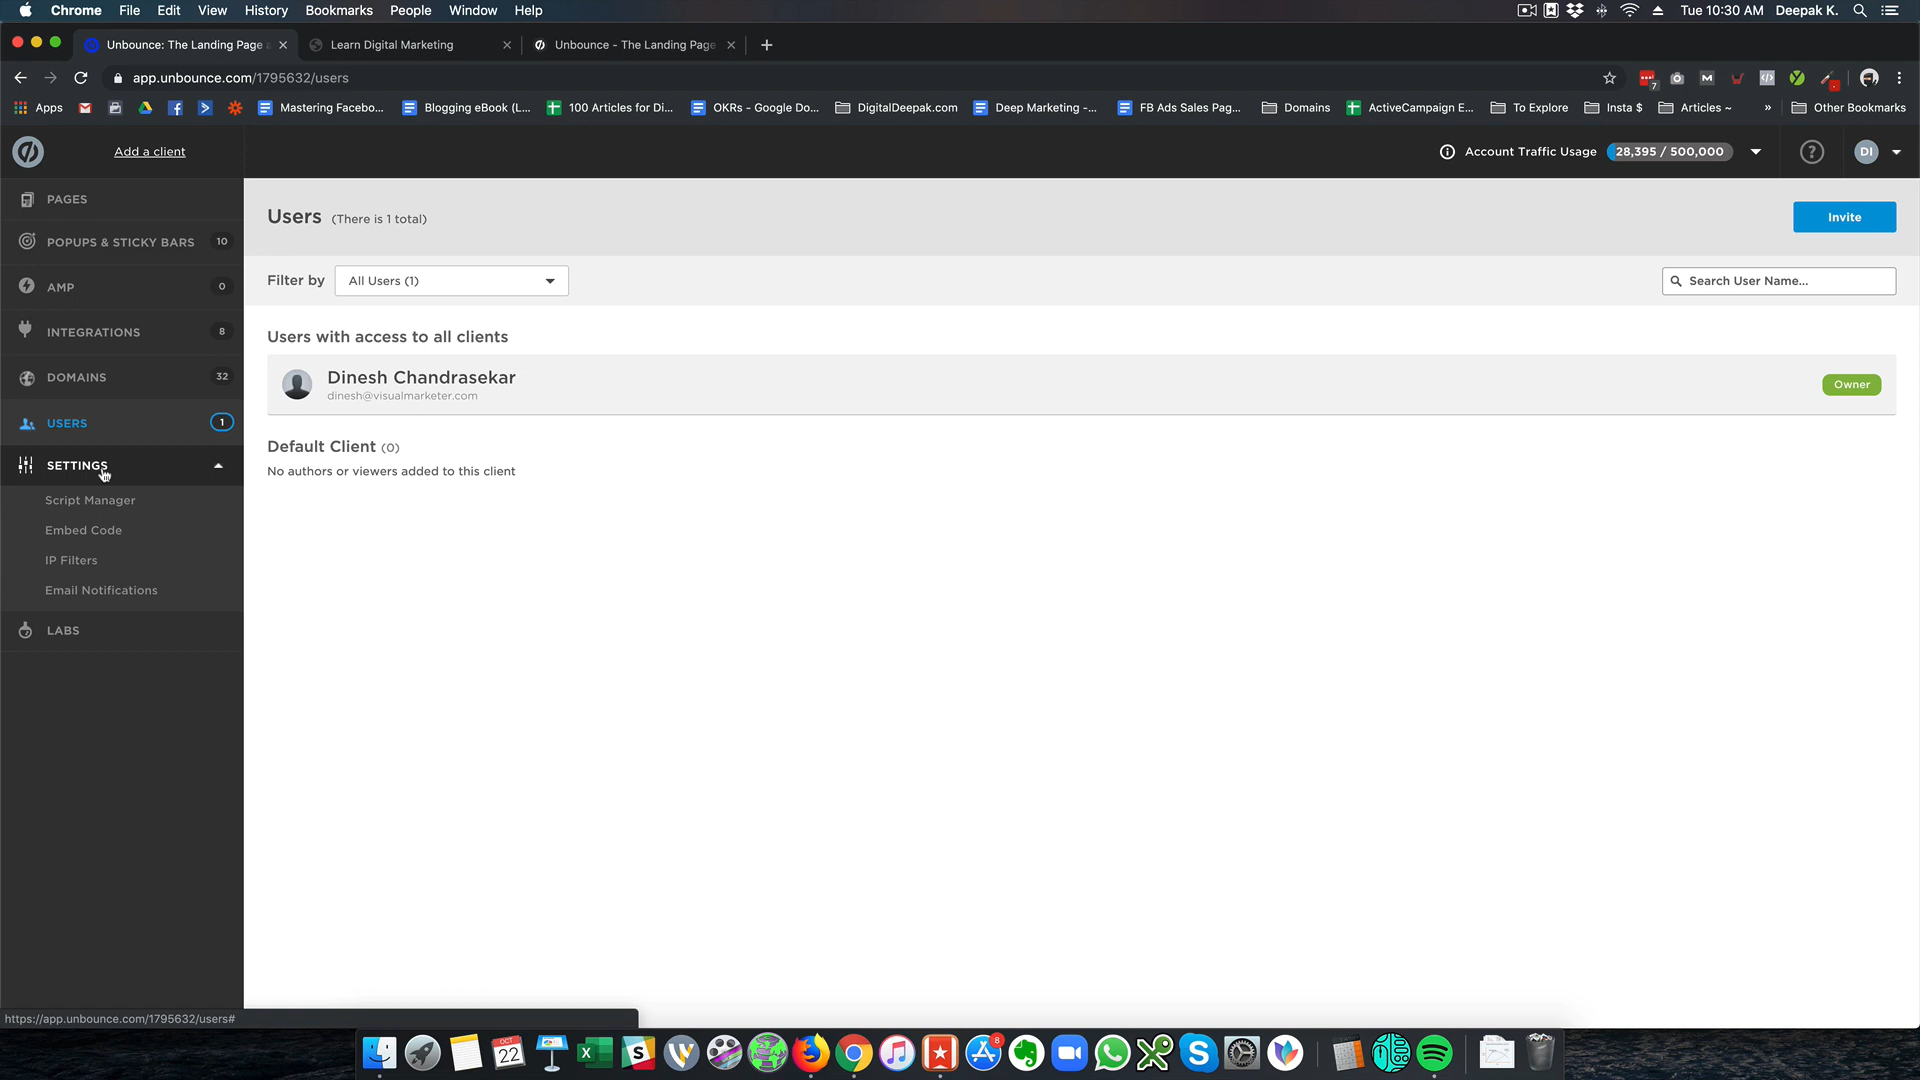 Chrome File Edit View History Bookmarks People Window Help Tue 10:30 AM Deepak K.
Unbounce: The Landing Page a Learn Digital Marketing Unbounce - The Landing Page
app.unbounce.com/1795632/users
7
Apps Mastering Facebo... Blogging eBook (L... 100 Articles for Di... OKRs - Google Do... DigitalDeepak.com Deep Marketing -... FB Ads Sales Pag... Domains ActiveCampaign E... To Explore Insta $ Articles ~ » Other Bookmarks
Add a client Account Traffic Usage 28,395 / 500,000 ? DI
PAGES
POPUPS & STICKY BARS 10
AMP 0
INTEGRATIONS 8
DOMAINS 32
USERS 1
SETTINGS
Script Manager
Embed Code
IP Filters
Email Notifications
LABS
Users (There is 1 total) Invite
Filter by All Users (1) Search User Name...
Users with access to all clients
Dinesh Chandrasekar Owner
dinesh@visualmarketer.com
Default Client (0)
No authors or viewers added to this client
https://app.unbounce.com/1795632/users#
OCT
22
8